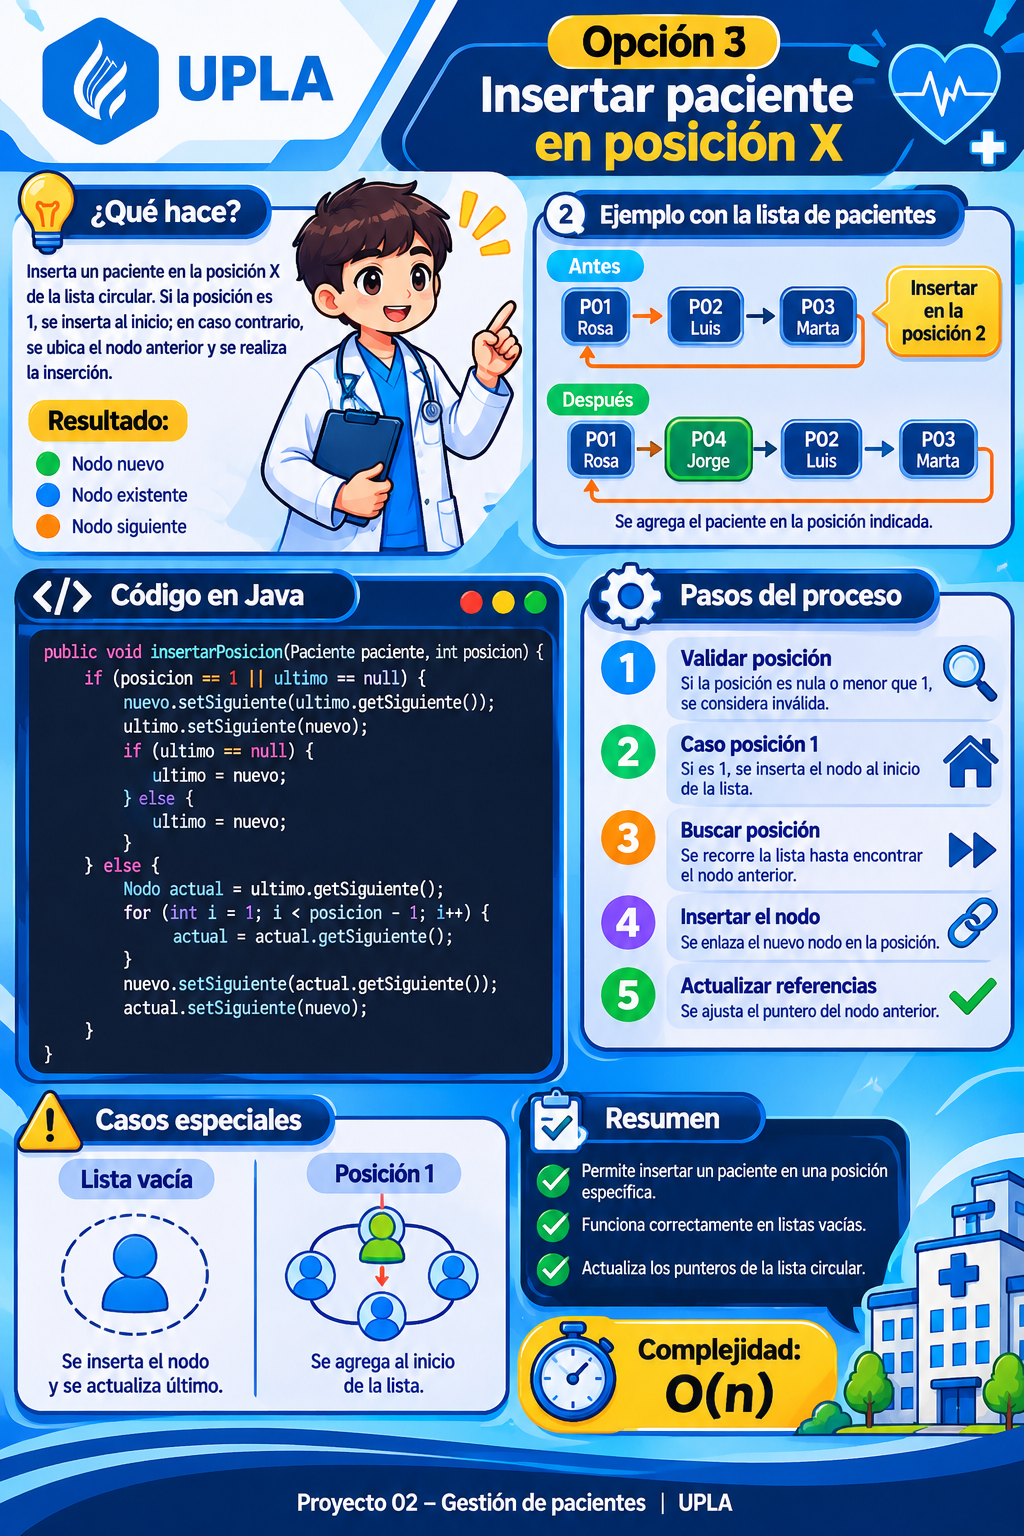 UPLA
Opción 3
Insertar paciente
en posición X
¿Qué hace?
Inserta un paciente en la posición X
de la lista circular. Si la posición es
1, se inserta al inicio; en caso contrario,
se ubica el nodo anterior y se realiza
la inserción.
Resultado:
Nodo nuevo
Nodo existente
Nodo siguiente
2 Ejemplo con la lista de pacientes
Antes
P01 Rosa
P02 Luis
P03 Marta
Insertar
en la
posición 2
Después
P01 Rosa
P04 Jorge
P02 Luis
P03 Marta
Se agrega el paciente en la posición indicada.
</> Código en Java
public void insertarPosicion(Paciente paciente, int posicion) {
if (posicion == 1 || ultimo == null) {
nuevo.setSiguiente(ultimo.getSiguiente());
ultimo.setSiguiente(nuevo);
if (ultimo == null) {
ultimo = nuevo;
} else {
ultimo = nuevo;
}
} else {
Nodo actual = ultimo.getSiguiente();
for (int i = 1; i < posicion - 1; i++) {
actual = actual.getSiguiente();
}
nuevo.setSiguiente(actual.getSiguiente());
actual.setSiguiente(nuevo);
}
}
Pasos del proceso
1 Validar posición
Si la posición es nula o menor que 1,
se considera inválida.
2 Caso posición 1
Si es 1, se inserta el nodo al inicio
de la lista.
3 Buscar posición
Se recorre la lista hasta encontrar
el nodo anterior.
4 Insertar el nodo
Se enlaza el nuevo nodo en la posición.
5 Actualizar referencias
Se ajusta el puntero del nodo anterior.
Casos especiales
Lista vacía
Se inserta el nodo
y se actualiza último.
Posición 1
Se agrega al inicio
de la lista.
Resumen
Permite insertar un paciente en una posición
específica.
Funciona correctamente en listas vacías.
Actualiza los punteros de la lista circular.
Complejidad:
O(n)
Proyecto 02 – Gestión de pacientes | UPLA